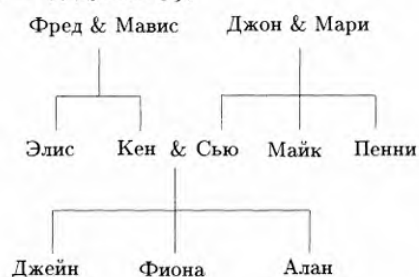 Фред & Мавис Джон & Мари
Элис Кен & Сью Майк Пенни
Джейн Фиона Алан